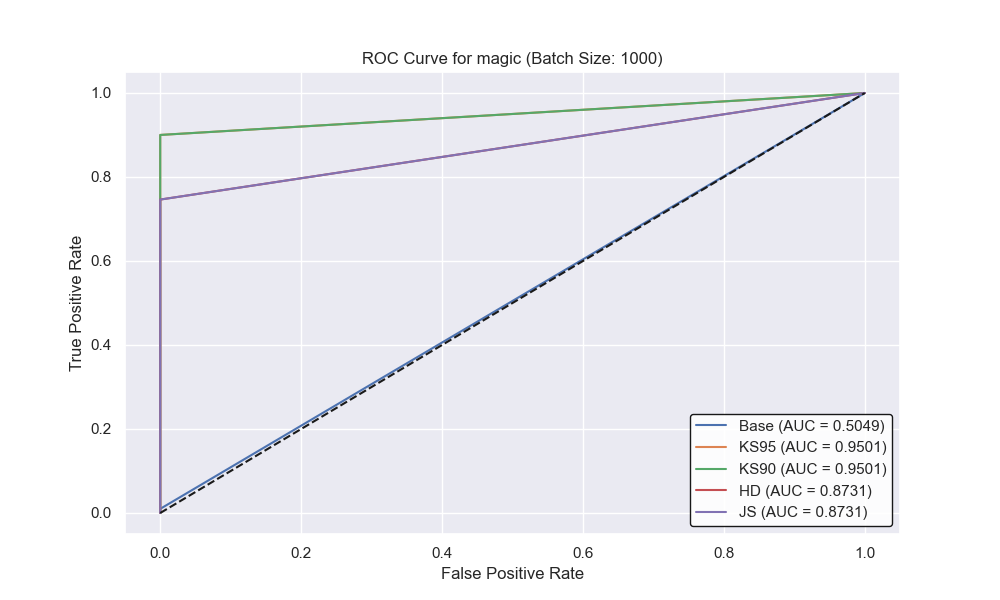 ROC Curve for magic (Batch Size: 1000)
True Positive Rate
1.0
0.8
0.6
0.4
0.2
0.0
Base (AUC = 0.5049)
KS95 (AUC = 0.9501)
KS90 (AUC = 0.9501)
HD (AUC = 0.8731)
JS (AUC = 0.8731)
0.0 0.2 0.4 0.6 0.8 1.0
False Positive Rate